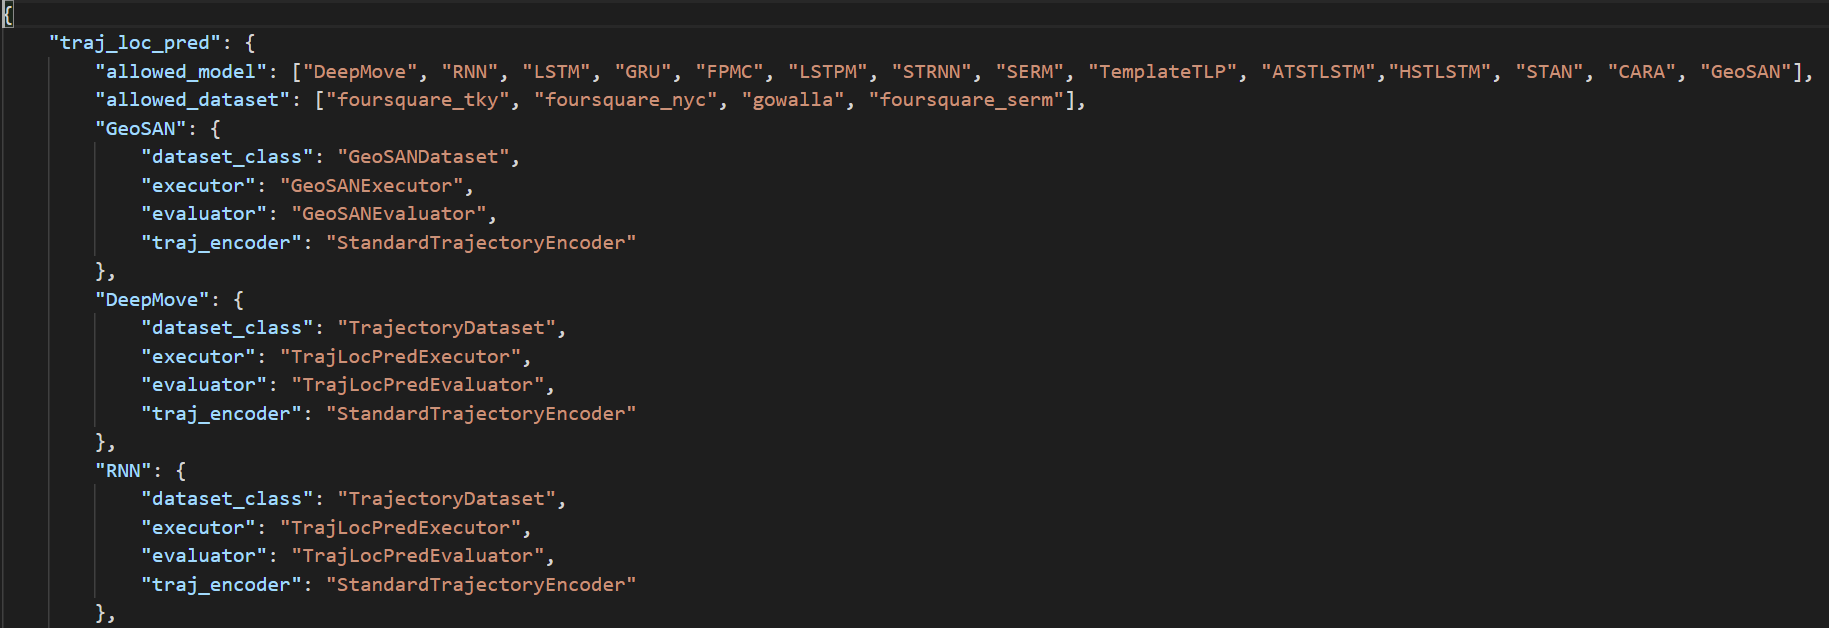 {
"traj_loc_pred": {
"allowed_model": ["DeepMove", "RNN", "LSTM", "GRU", "FPMC", "LSTPM", "STRNN", "SERM", "TemplateTLP", "ATSTLSTM","HSTLSTM", "STAN", "CARA", "GeoSAN"],
"allowed_dataset": ["foursquare_tky", "foursquare_nyc", "gowalla", "foursquare_serm"],
"GeoSAN": {
"dataset_class": "GeoSANDataset",
"executor": "GeoSANExecutor",
"evaluator": "GeoSANEvaluator",
"traj_encoder": "StandardTrajectoryEncoder"
},
"DeepMove": {
"dataset_class": "TrajectoryDataset",
"executor": "TrajLocPredExecutor",
"evaluator": "TrajLocPredEvaluator",
"traj_encoder": "StandardTrajectoryEncoder"
},
"RNN": {
"dataset_class": "TrajectoryDataset",
"executor": "TrajLocPredExecutor",
"evaluator": "TrajLocPredEvaluator",
"traj_encoder": "StandardTrajectoryEncoder"
},